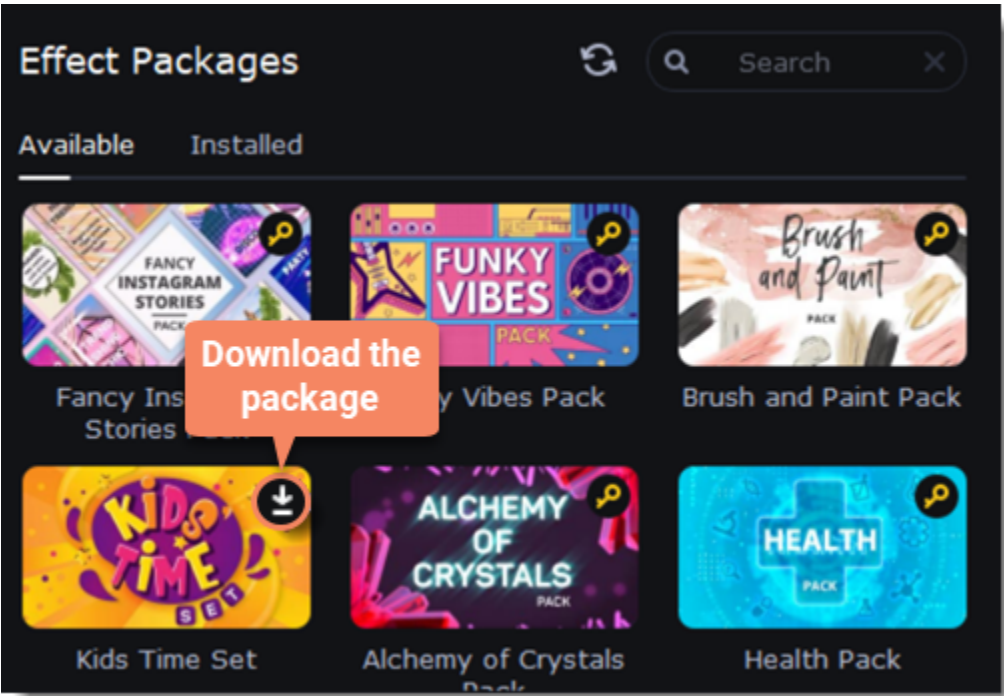 Effect Packages
Search
Available
Installed
FANCY
INSTAGRAM
STORIES
PACK
PARTY
FUNKY
VIBES
PACK
Brush
and Paint
PACK
Download the
package
Fancy Ins
Stories
y Vibes Pack
Brush and Paint Pack
KiDS
TiME
SET
ALCHEMY
OF
CRYSTALS
PACK
HEALTH
PACK
Kids Time Set
Alchemy of Crystals
Pack
Health Pack